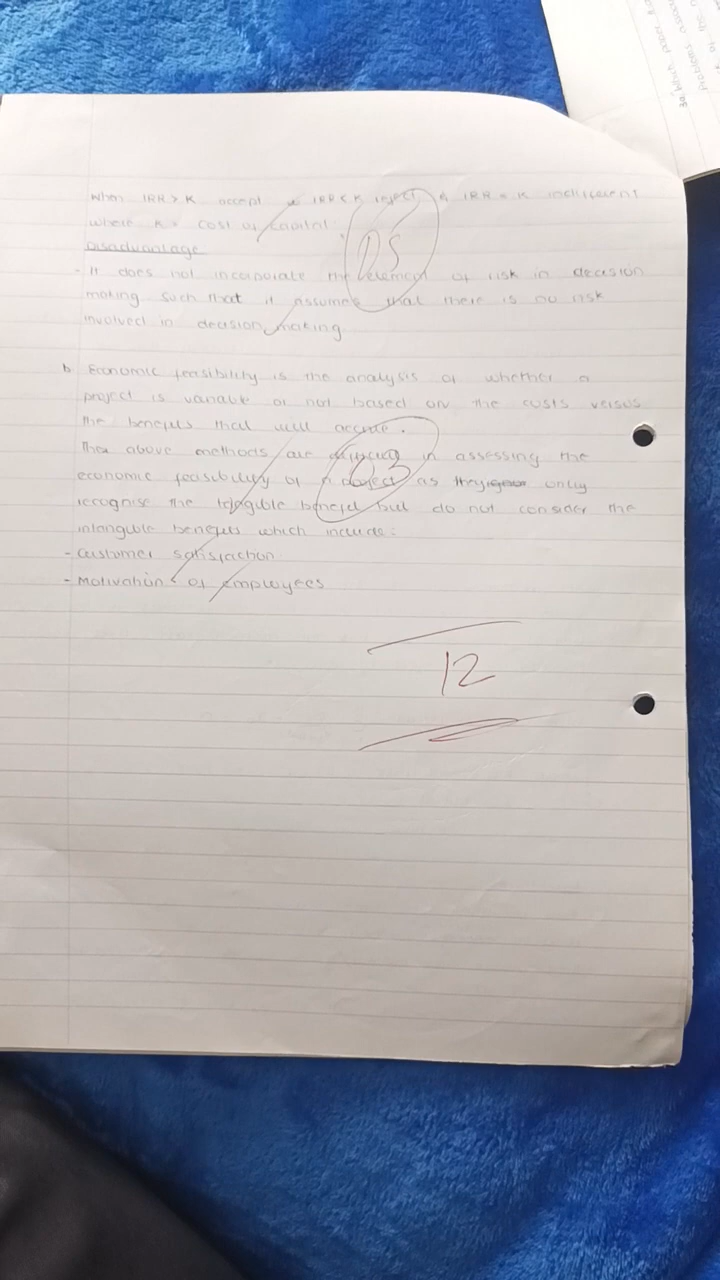 When IRR > K accept & IRR < K reject & IRR = K indifferent
where K = cost of capital
Disadvantage
- It does not incorporate the element of risk in decision
making such that it assumes that there is no risk
involved in decision making
05
b Economic feasibility is the analysis of whether a
project is variable or not based on the costs versus
the benefits that will accrue.
The above methods are in assessing the
economic feasibility of a project as they only
recognise the tangible benefit but do not consider the
intangible benefits which include:
03
- Customer satisfaction
- Motivation of employees
12